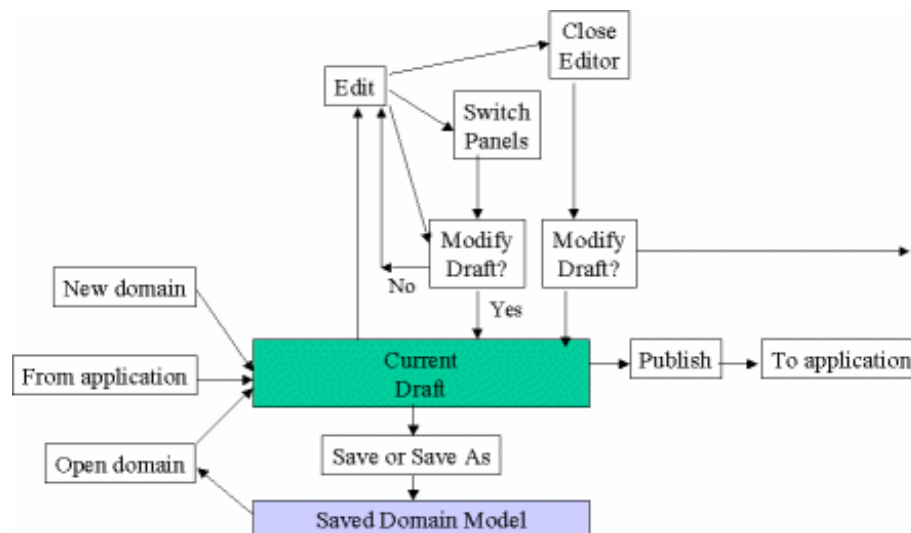 Close
Editor
Edit
Switch
Panels
Modify
Draft?
Modify
Draft?
No
Yes
New domain
From application
Current
Draft
Publish
To application
Open domain
Save or Save As
Saved Domain Model